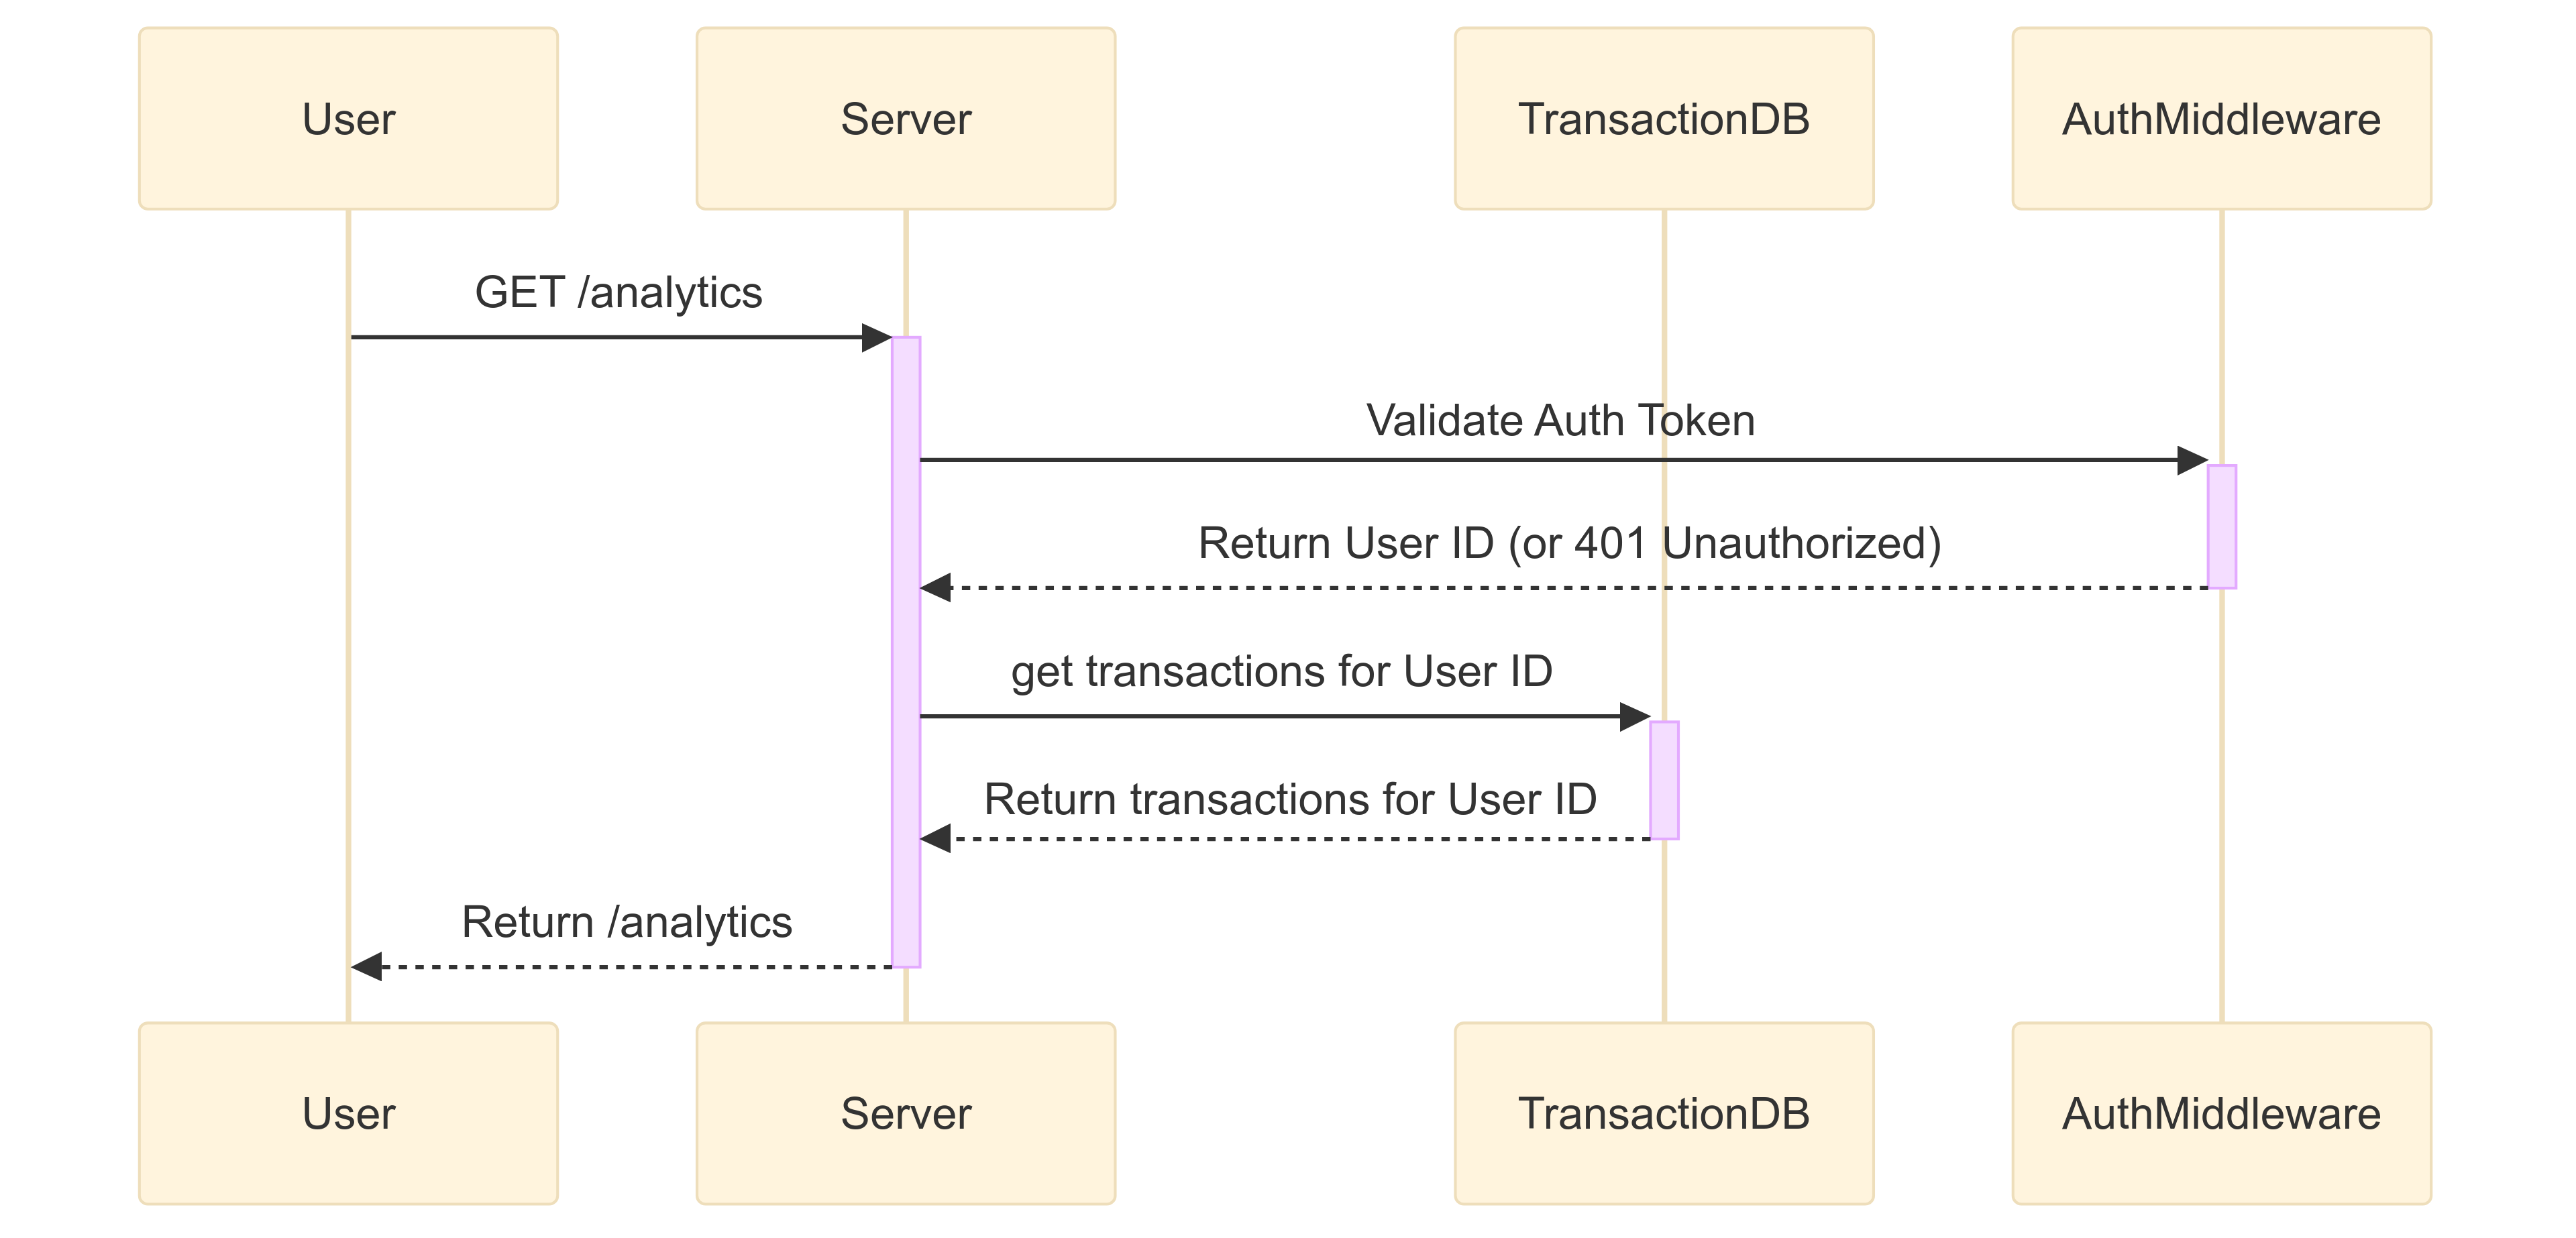 User
Server
TransactionDB
AuthMiddleware
GET /analytics
Validate Auth Token
Return User ID (or 401 Unauthorized)
get transactions for User ID
Return transactions for User ID
Return /analytics
User
Server
TransactionDB
AuthMiddleware